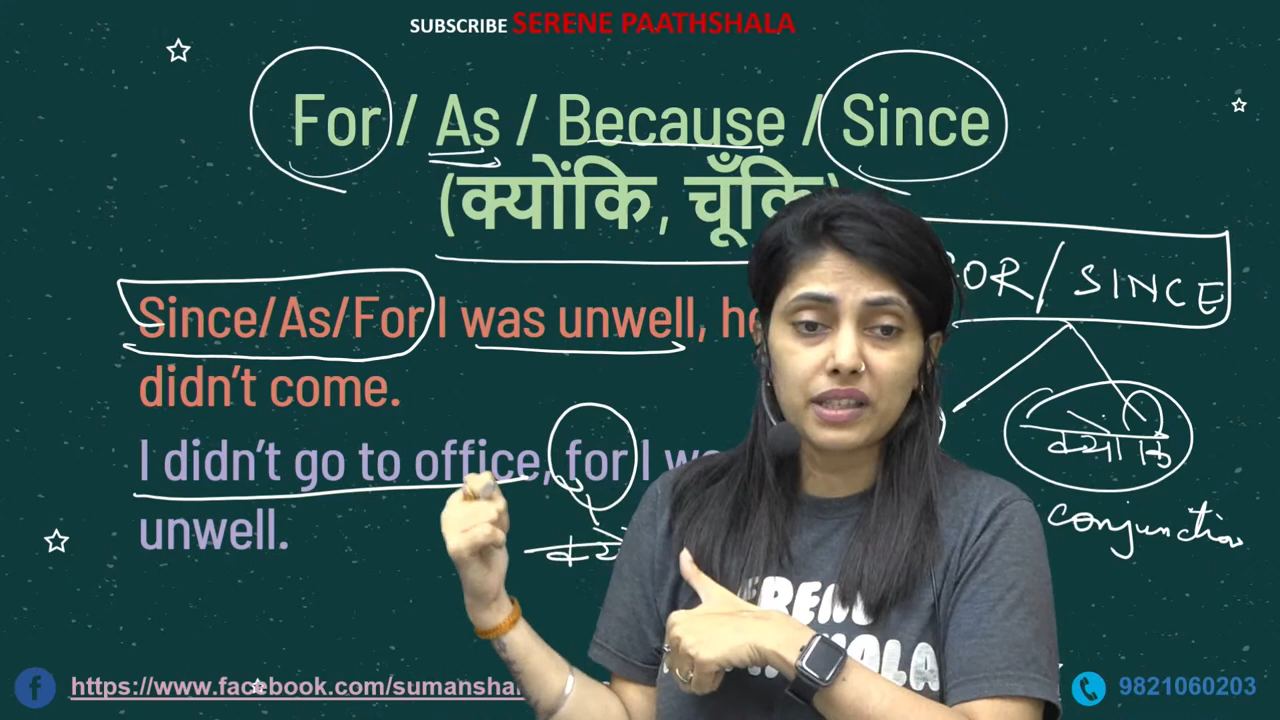 SUBSCRIBE SERENE PAATHSHALA
For / As / Because / Since
(क्योंकि, चूँकि)
OR / SINCE
Since/As/For I was unwell, he
didn't come.
क्यों कि
I didn't go to office, for I
unwell.
conjunction
https://www.facebook.com/sumansha
9821060203